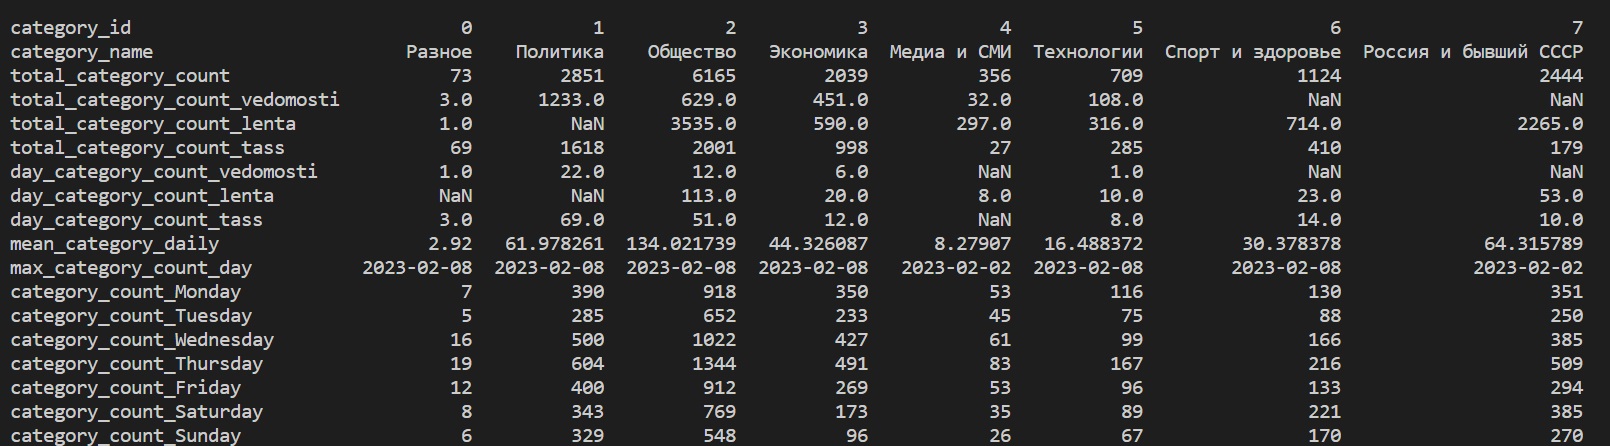 category_id 0 1 2 3 4 5 6 7
category_name Разное Политика Общество Экономика Медиа и СМИ Технологии Спорт и здоровье Россия и бывший СССР
total_category_count 73 2851 6165 2039 356 709 1124 2444
total_category_count_vedomosti 3.0 1233.0 629.0 451.0 32.0 108.0 NaN NaN
total_category_count_lenta 1.0 NaN 3535.0 590.0 297.0 316.0 714.0 2265.0
total_category_count_tass 69 1618 2001 998 27 285 410 179
day_category_count_vedomosti 1.0 22.0 12.0 6.0 NaN 1.0 NaN NaN
day_category_count_lenta NaN NaN 113.0 20.0 8.0 10.0 23.0 53.0
day_category_count_tass 3.0 69.0 51.0 12.0 NaN 8.0 14.0 10.0
mean_category_daily 2.92 61.978261 134.021739 44.326087 8.27907 16.488372 30.378378 64.315789
max_category_count_day 2023-02-08 2023-02-08 2023-02-08 2023-02-08 2023-02-02 2023-02-08 2023-02-08 2023-02-02
category_count_Monday 7 390 918 350 53 116 130 351
category_count_Tuesday 5 285 652 233 45 75 88 250
category_count_Wednesday 16 500 1022 427 61 99 166 385
category_count_Thursday 19 604 1344 491 83 167 216 509
category_count_Friday 12 400 912 269 53 96 133 294
category_count_Saturday 8 343 769 173 35 89 221 385
category_count_Sunday 6 329 548 96 26 67 170 270